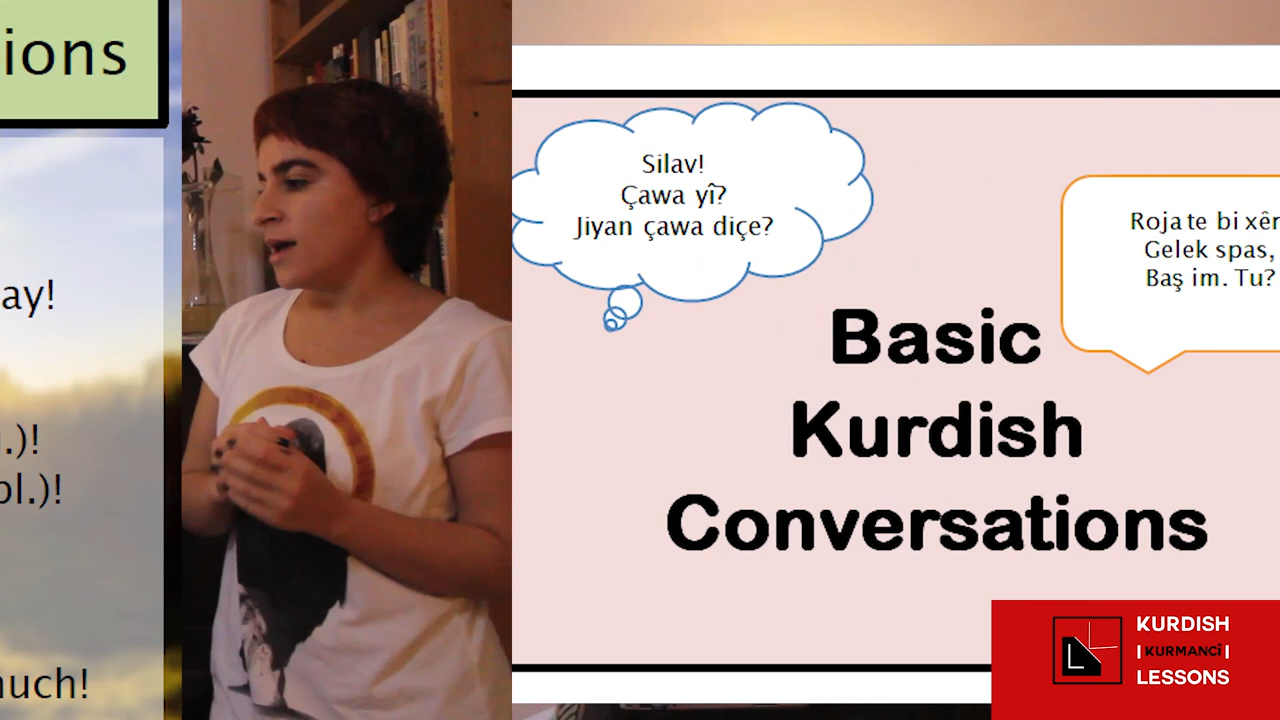 ions
ay!
.)!
pl.)!
much!
Silav!
Çawa yî?
Jiyan çawa diçe?
Roja te bi xêr
Gelek spas,
Baş im. Tu?
Basic
Kurdish
Conversations
KURDISH
| KURMANCÎ |
LESSONS